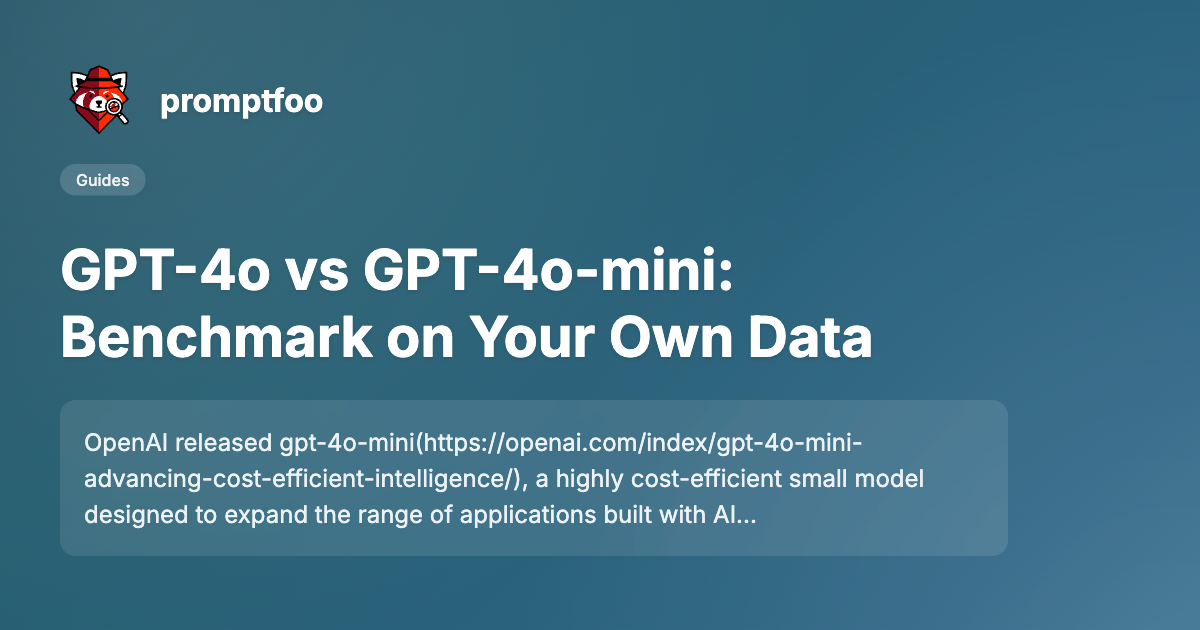 promptfoo
Guides
GPT-4o vs GPT-4o-mini:
Benchmark on Your Own Data
OpenAI released gpt-4o-mini(https://openai.com/index/gpt-4o-mini-
advancing-cost-efficient-intelligence/), a highly cost-efficient small model
designed to expand the range of applications built with AI...